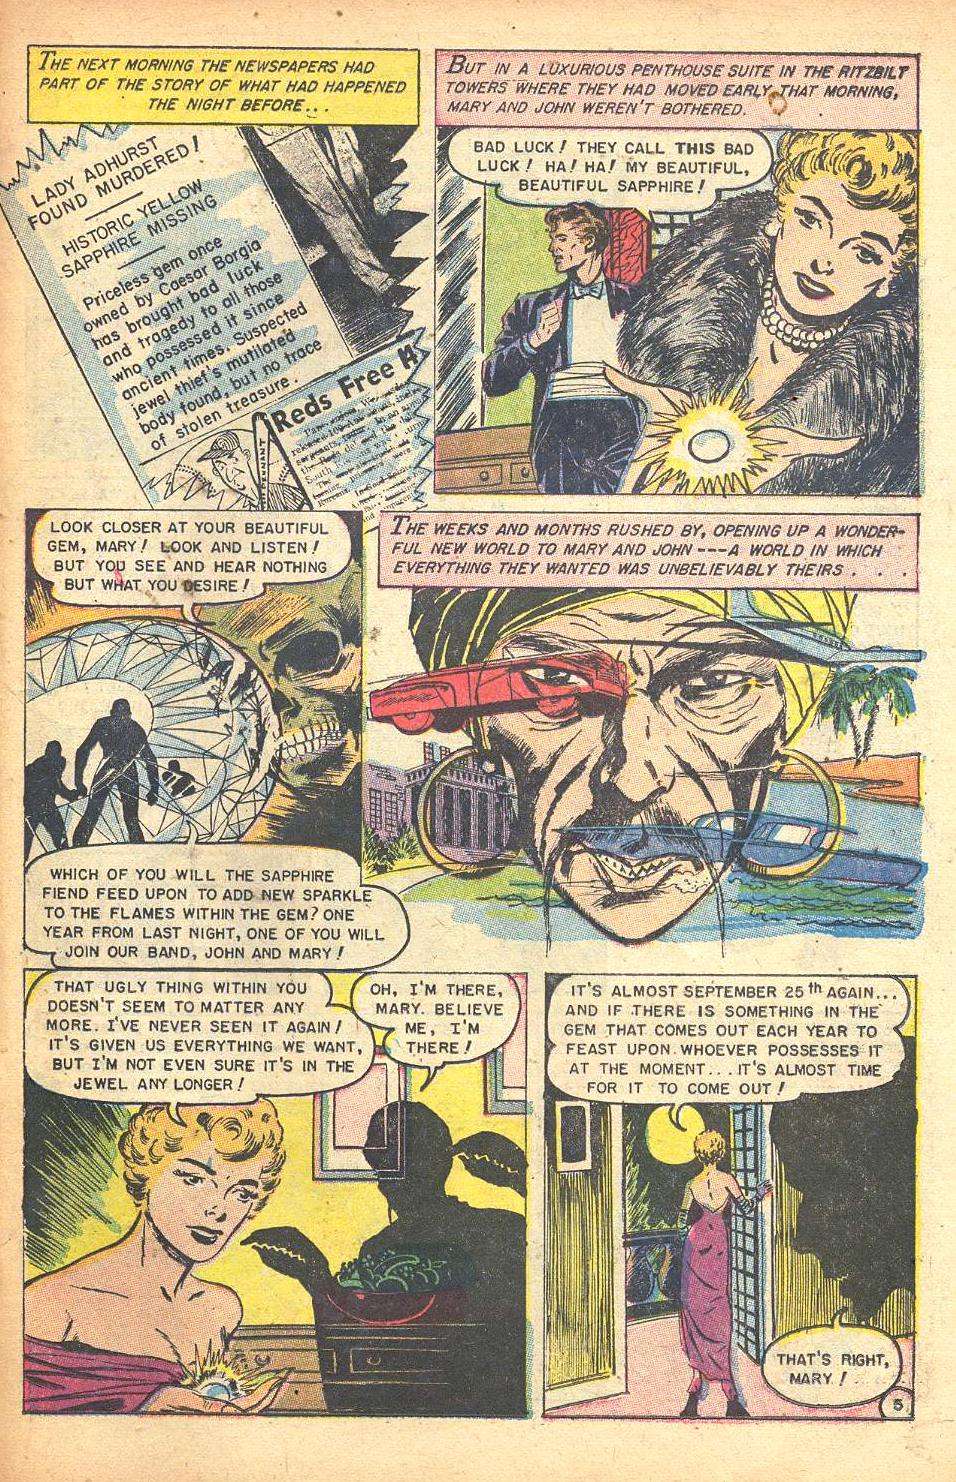 THE NEXT MORNING THE NEWSPAPERS HAD
PART OF THE STORY OF WHAT HAD HAPPENED
THE NIGHT BEFORE...
LADY ADHURST
FOUND MURDERED!
HISTORIC YELLOW
SAPPHIRE MISSING
Priceless gem once
owned by Caesar Borgia
has brought bad luck
and tragedy to all those
who possessed it since
ancient times. Suspected
jewel thief's mutilated
body found, but no trace
of stolen treasure.
Reds Free 14
BUT IN A LUXURIOUS PENTHOUSE SUITE IN THE RITZBILT
TOWERS WHERE THEY HAD MOVED EARLY THAT MORNING,
MARY AND JOHN WEREN'T BOTHERED.
BAD LUCK! THEY CALL THIS BAD
LUCK! HA! HA! MY BEAUTIFUL,
BEAUTIFUL SAPPHIRE!
LOOK CLOSER AT YOUR BEAUTIFUL
GEM, MARY! LOOK AND LISTEN!
BUT YOU SEE AND HEAR NOTHING
BUT WHAT YOU DESIRE!
WHICH OF YOU WILL THE SAPPHIRE
FIEND FEED UPON TO ADD NEW SPARKLE
TO THE FLAMES WITHIN THE GEM? ONE
YEAR FROM LAST NIGHT, ONE OF YOU WILL
JOIN OUR BAND, JOHN AND MARY!
THE WEEKS AND MONTHS RUSHED BY, OPENING UP A WONDER-
FUL NEW WORLD TO MARY AND JOHN ---A WORLD IN WHICH
EVERYTHING THEY WANTED WAS UNBELIEVABLY THEIRS . . .
THAT UGLY THING WITHIN YOU
DOESN'T SEEM TO MATTER ANY
MORE. I'VE NEVER SEEN IT AGAIN!
IT'S GIVEN US EVERYTHING WE WANT,
BUT I'M NOT EVEN SURE IT'S IN THE
JEWEL ANY LONGER!
OH, I'M THERE,
MARY. BELIEVE
ME, I'M
THERE!
IT'S ALMOST SEPTEMBER 25th AGAIN...
AND IF THERE IS SOMETHING IN THE
GEM THAT COMES OUT EACH YEAR TO
FEAST UPON WHOEVER POSSESSES IT
AT THE MOMENT... IT'S ALMOST TIME
FOR IT TO COME OUT!
THAT'S RIGHT,
MARY!
5